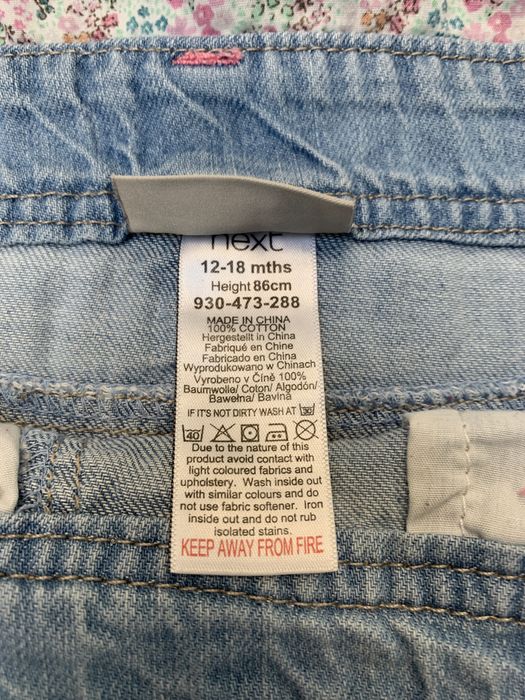 next
12-18 mths
Height 86cm
930-473-288
MADE IN CHINA
100% COTTON
Hergestellt in China
Fabriqué en Chine
Fabricado en China
Wyprodukowano w Chinach
Vyrobeno v Číně 100%
Baumwolle/ Coton/ Algodón/
Bawełna/ Bavlna
IF IT'S NOT DIRTY WASH AT 30
40
Due to the nature of this
product avoid contact with
light coloured fabrics and
upholstery. Wash inside out
with similar colours and do
not use fabric softener. Iron
inside out and do not rub
isolated stains.
KEEP AWAY FROM FIRE